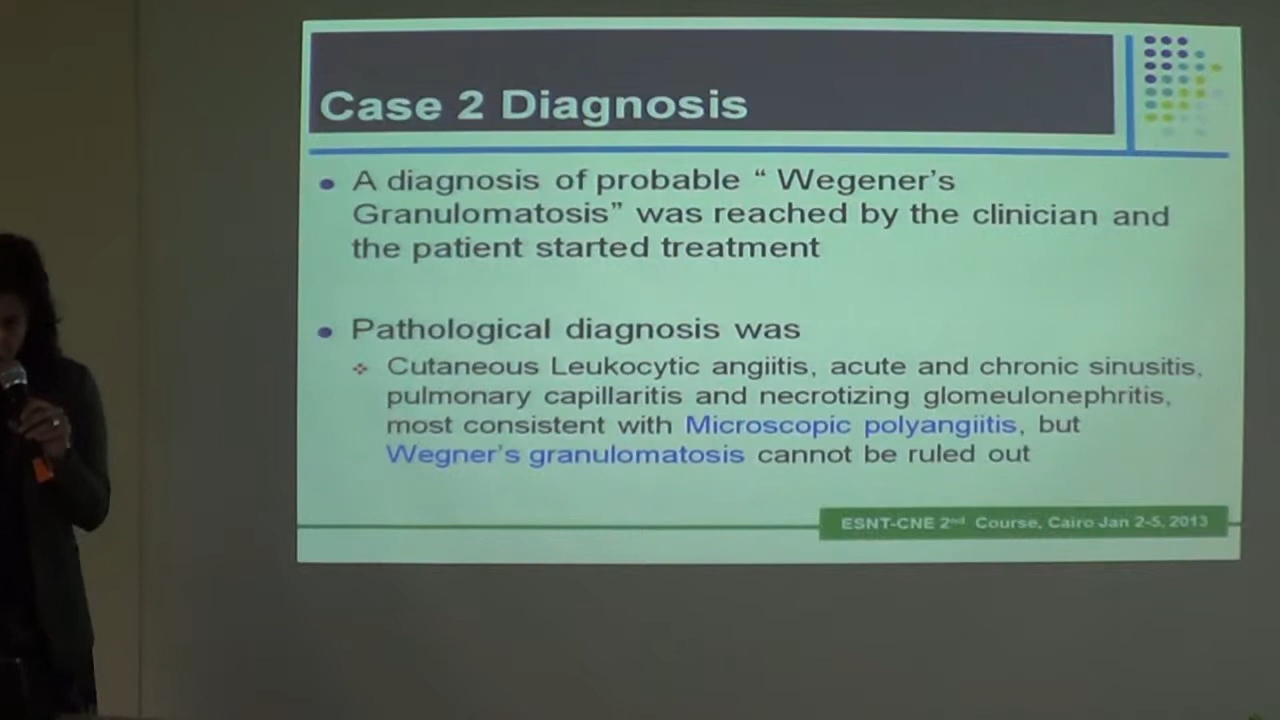 Case 2 Diagnosis
A diagnosis of probable “ Wegener’s
Granulomatosis” was reached by the clinician and
the patient started treatment
Pathological diagnosis was
Cutaneous Leukocytic angiitis, acute and chronic sinusitis,
pulmonary capillaritis and necrotizing glomeulonephritis,
most consistent with Microscopic polyangiitis, but
Wegner’s granulomatosis cannot be ruled out
ESNT-CNE 2nd Course, Cairo Jan 2-5, 2013